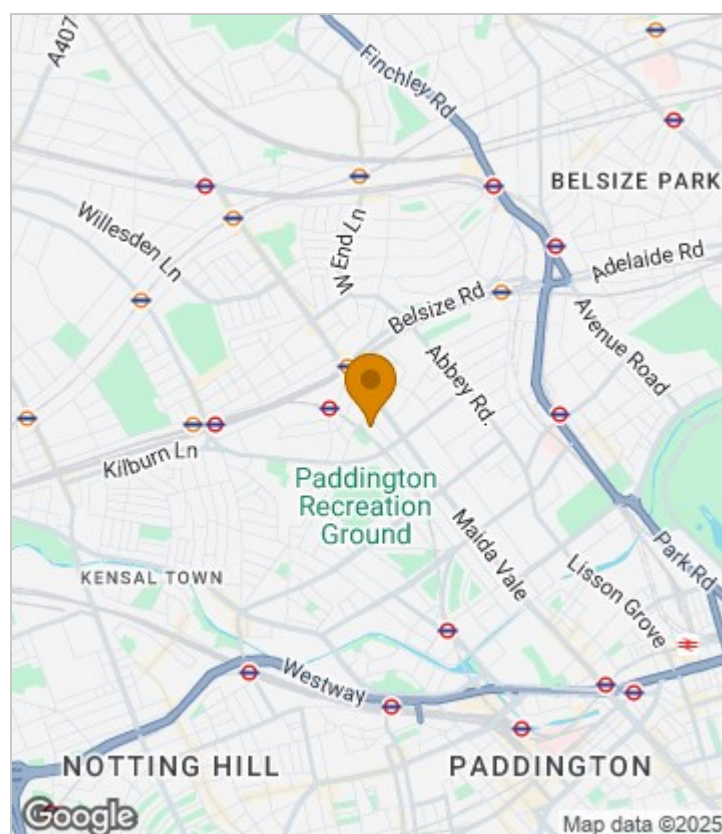 A407
Finchley Rd
BELSIZE PARK
Willesden Ln
W End Ln
Adelaide Rd
Belsize Rd
Avenue Road
Abbey Rd.
Kilburn Ln
Paddington
Recreation
Ground
Maida Vale
Park Rd
KENSAL TOWN
Lisson Grove
Westway
NOTTING HILL
PADDINGTON
Google
Map data ©2025